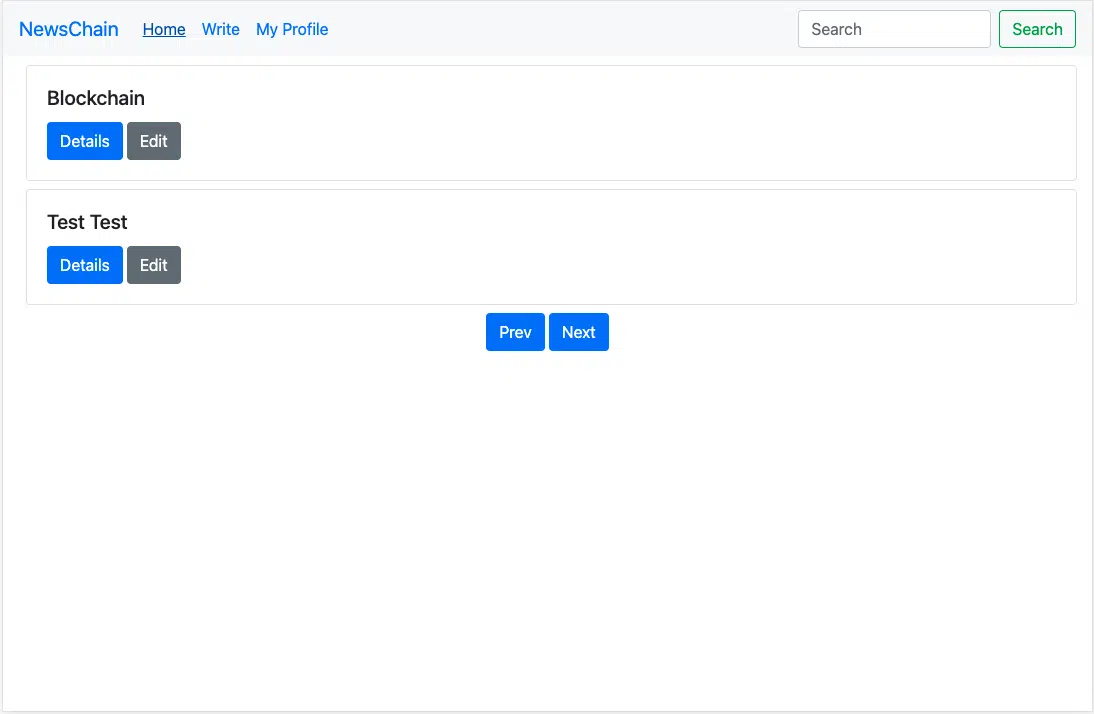 NewsChain Home Write My Profile Search Search
Blockchain
Details Edit
Test Test
Details Edit
Prev Next